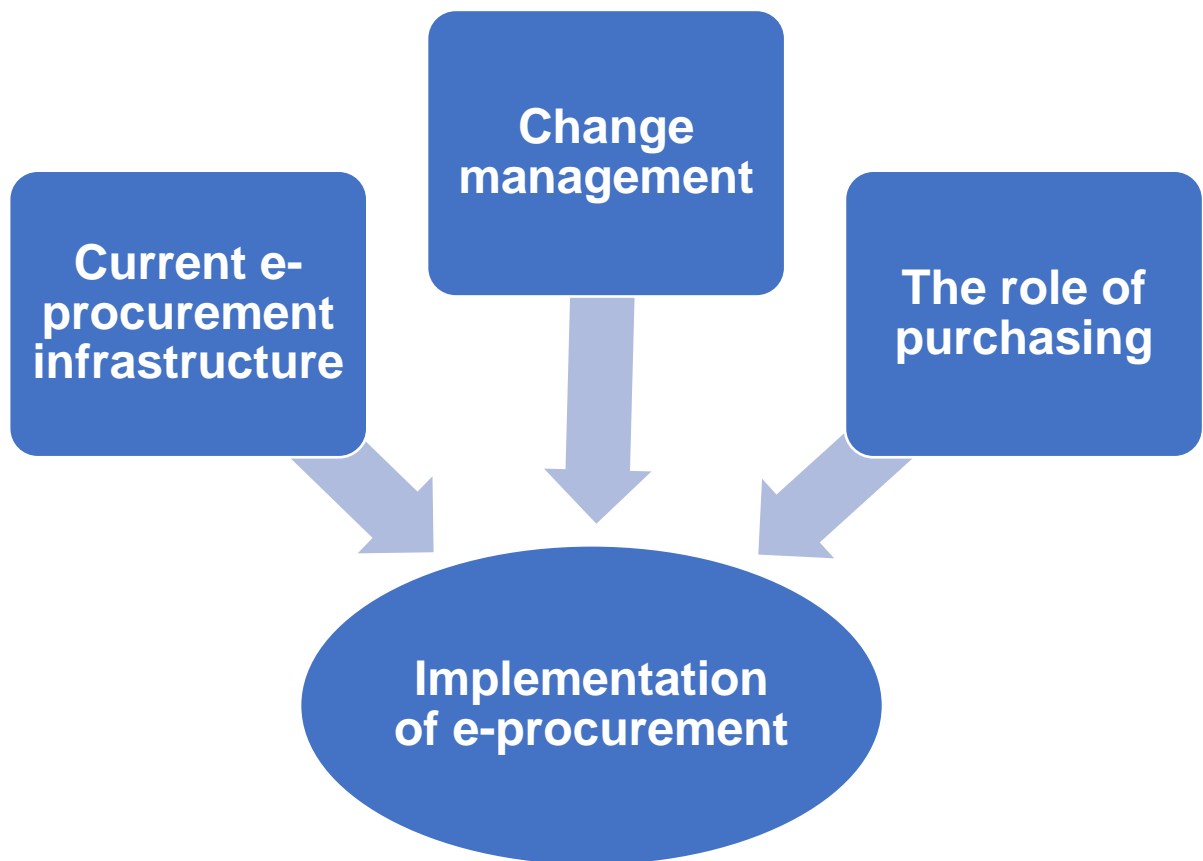 Change
management
Current e-
procurement
infrastructure
The role of
purchasing
Implementation
of e-procurement